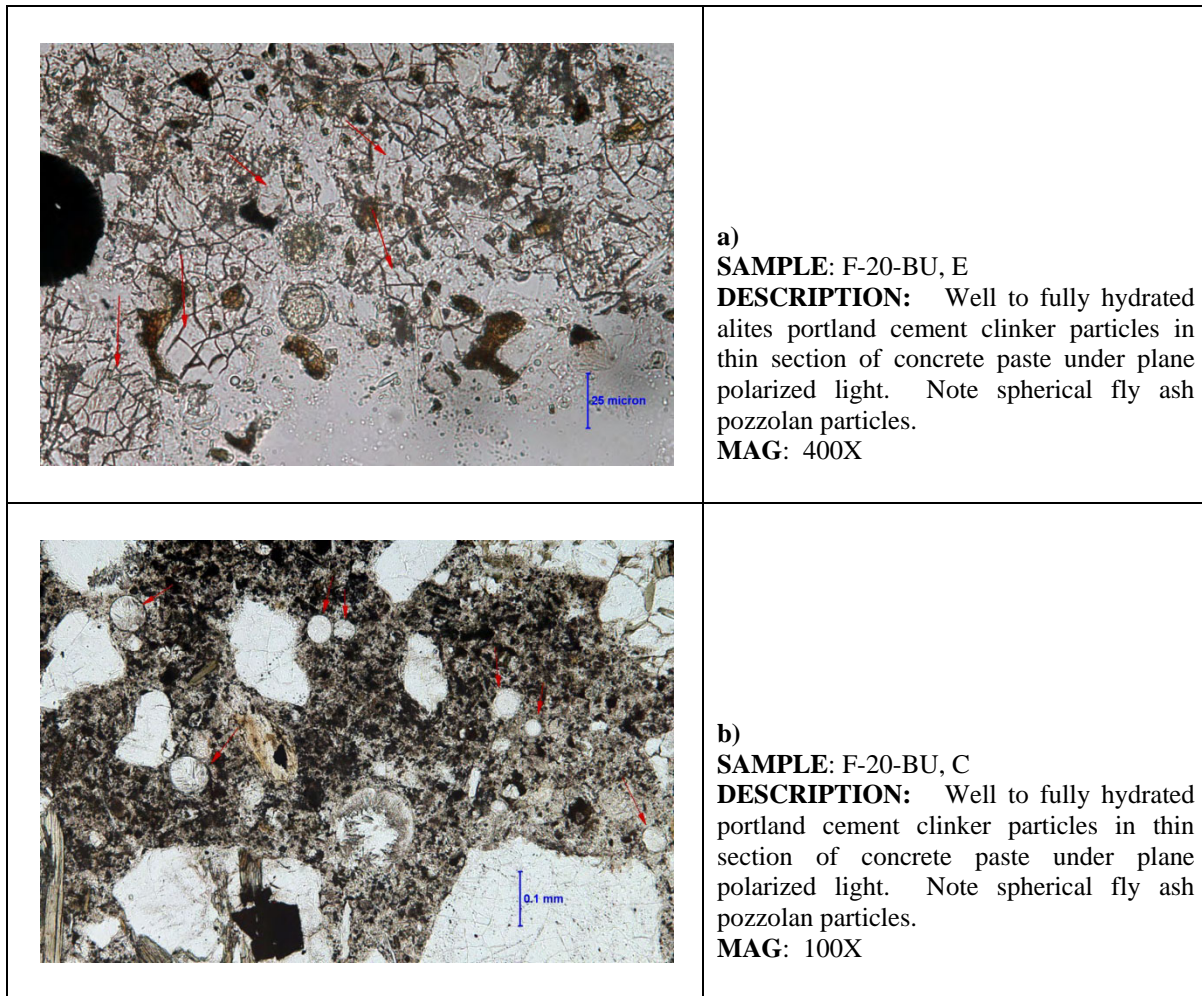 25 micron
a)
SAMPLE: F-20-BU, E
DESCRIPTION: Well to fully hydrated
alites portland cement clinker particles in
thin section of concrete paste under plane
polarized light. Note spherical fly ash
pozzolan particles.
MAG: 400X
0.1 mm
b)
SAMPLE: F-20-BU, C
DESCRIPTION: Well to fully hydrated
portland cement clinker particles in thin
section of concrete paste under plane
polarized light. Note spherical fly ash
pozzolan particles.
MAG: 100X